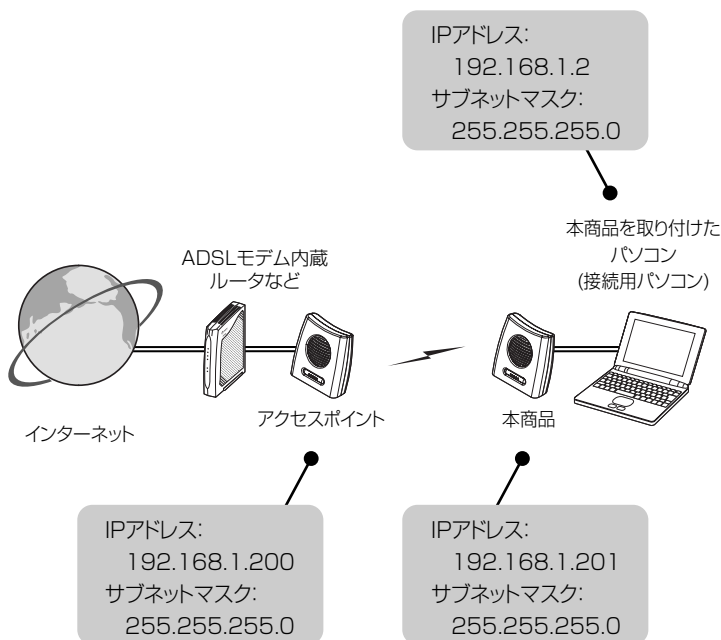 IPアドレス:
192.168.1.2
サブネットマスク:
255.255.255.0
本商品を取り付けた
パソコン
(接続用パソコン)
ADSLモデム内蔵
ルータなど
インターネット
アクセスポイント
本商品
IPアドレス:
192.168.1.200
サブネットマスク:
255.255.255.0
IPアドレス:
192.168.1.201
サブネットマスク:
255.255.255.0